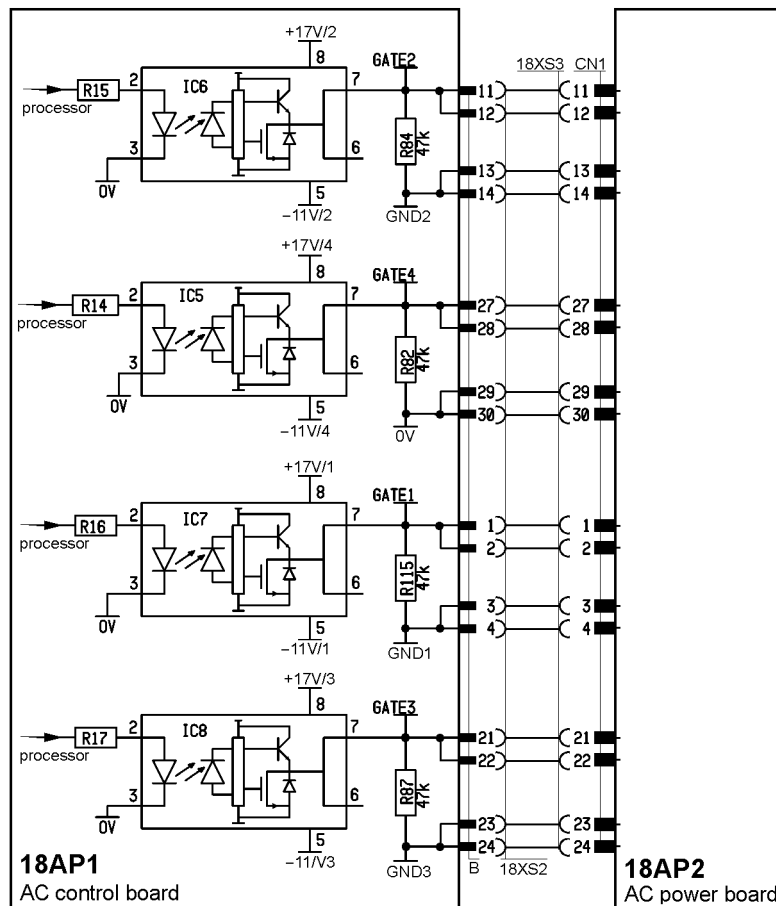 +17V/2
8
GATE2
18XS3 CN1
R15 2 IC6 7 11 11
processor 12 12
3 6 R84 47k 13 13
0V 5 14 14
–11V/2 GND2
+17V/4
8
GATE4
R14 2 IC5 7 27 27
processor 28 28
3 6 R82 47k 29 29
0V 5 30 30
–11V/4 0V
+17V/1
8
GATE1
R16 2 IC7 7 1 1
processor 2 2
3 6 R115 47k 3 3
0V 5 4 4
–11V/1 GND1
+17V/3
8
GATE3
R17 2 IC8 7 21 21
processor 22 22
3 6 R87 47k 23 23
0V 5 24 24
-11/V3 GND3 B 18XS2
18AP1
AC control board
18AP2
AC power board